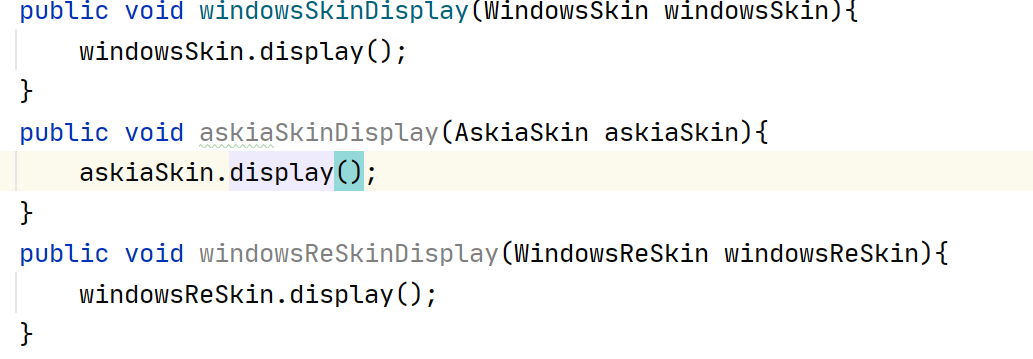 public void windowsSkinDisplay(WindowsSkin windowsSkin){
    windowsSkin.display();
}
public void askiaSkinDisplay(AskiaSkin askiaSkin){
    askiaSkin.display();
}
public void windowsReSkinDisplay(WindowsReSkin windowsReSkin){
    windowsReSkin.display();
}